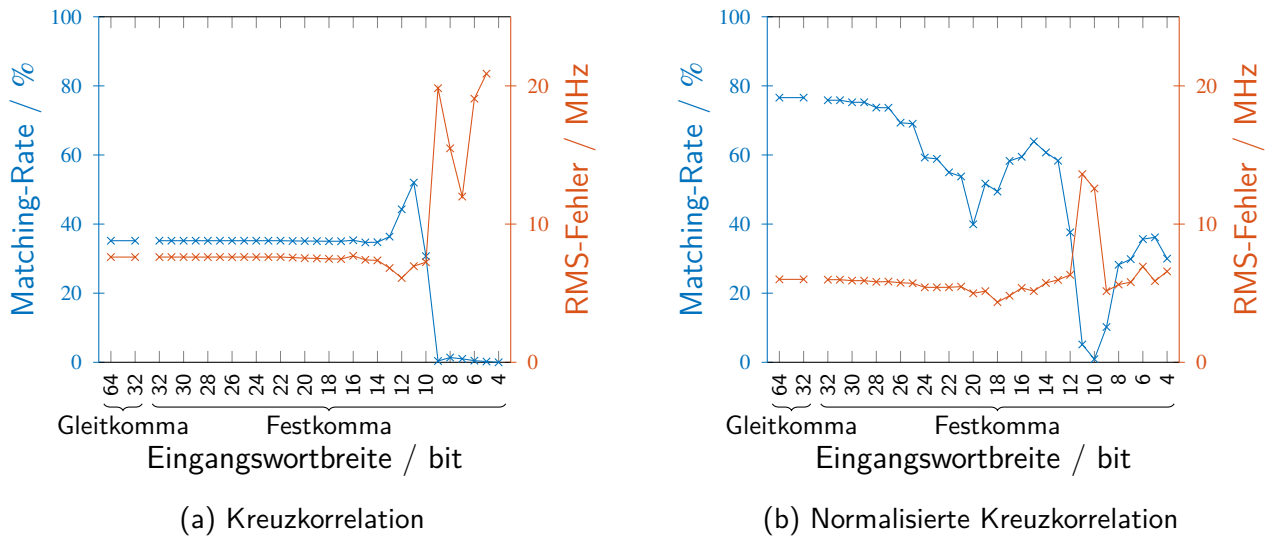 100
80
60
40
20
0
Matching-Rate / %
20
10
0
RMS-Fehler / MHz
64 32 32 30 28 26 24 22 20 18 16 14 12 10 8 6 4
Gleitkomma Festkomma
Eingangswortbreite / bit
(a) Kreuzkorrelation
100
80
60
40
20
0
Matching-Rate / %
20
10
0
RMS-Fehler / MHz
64 32 32 30 28 26 24 22 20 18 16 14 12 10 8 6 4
Gleitkomma Festkomma
Eingangswortbreite / bit
(b) Normalisierte Kreuzkorrelation